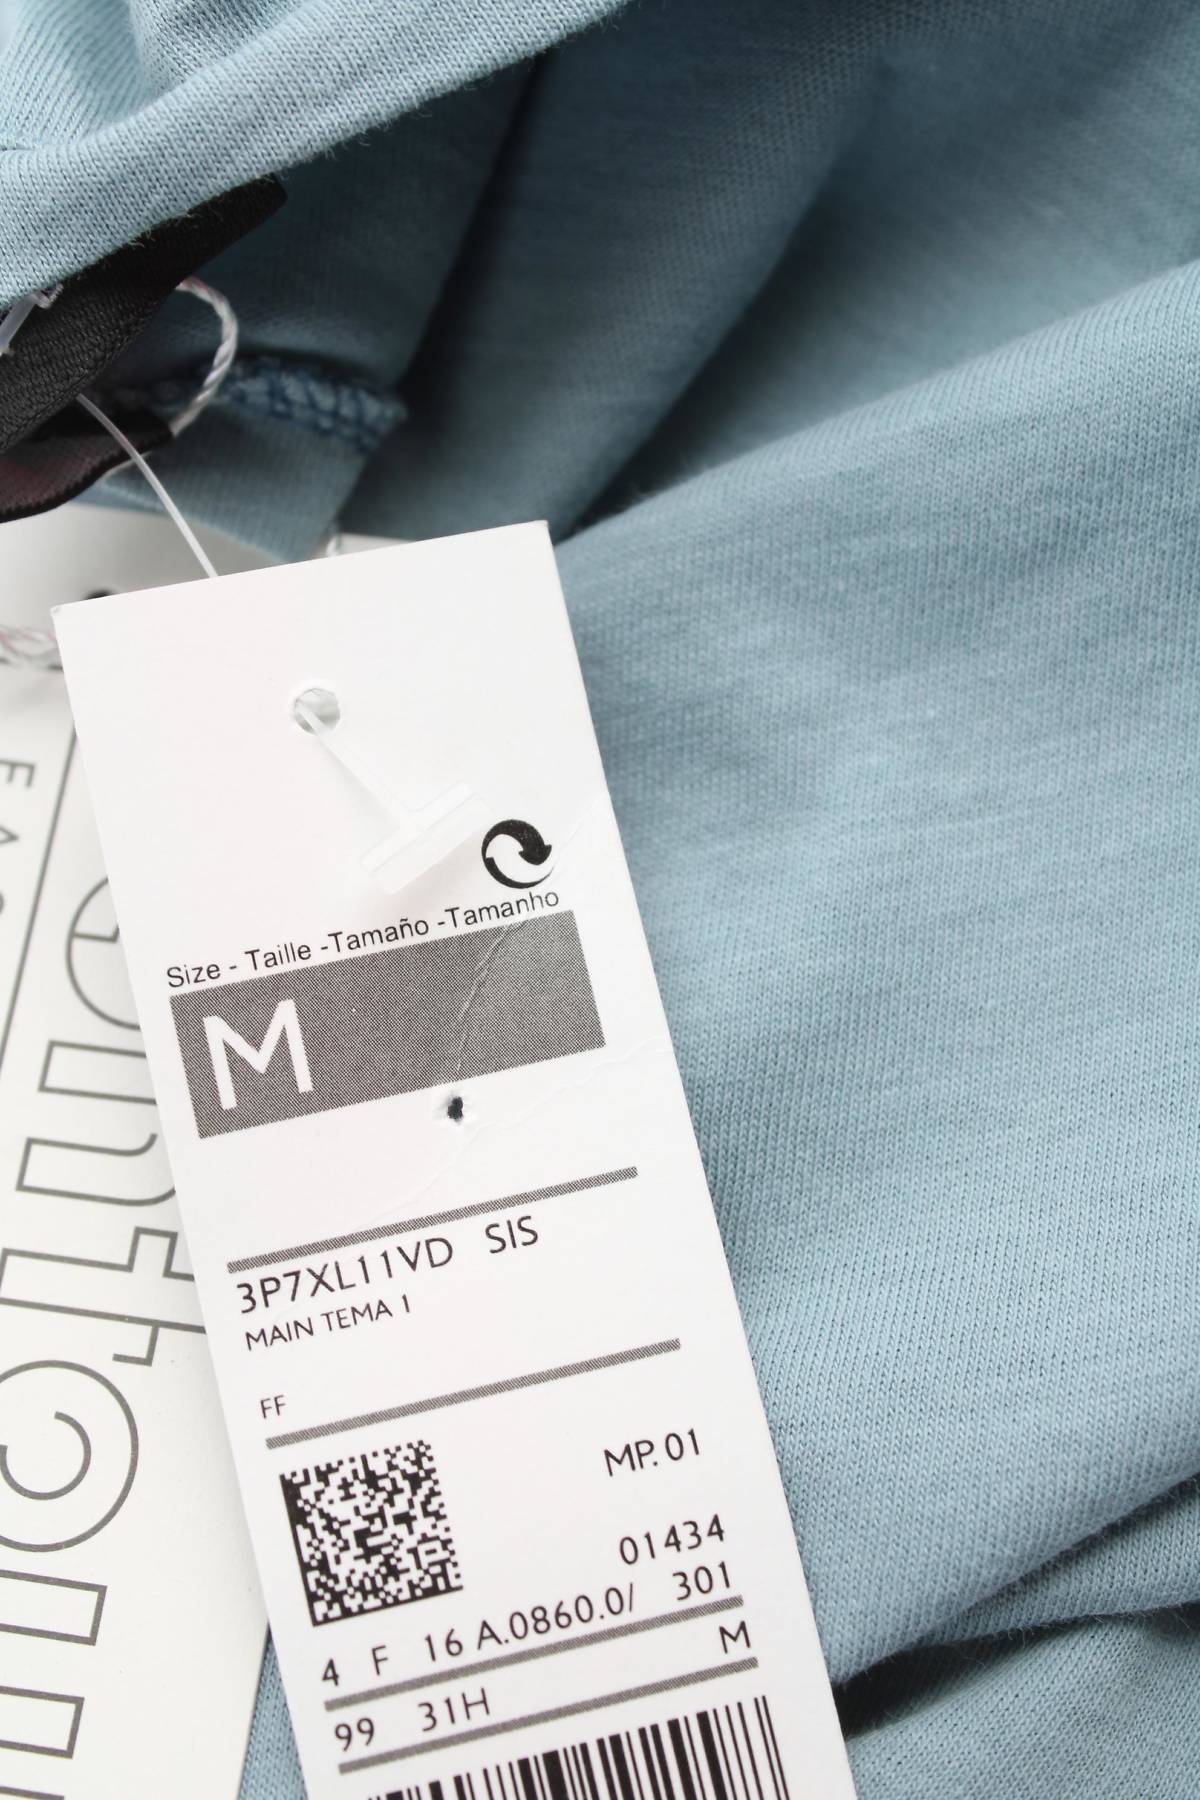 Size - Taille -Tamaño -Tamanho
M
3P7XL11VD SIS
MAIN TEMA 1
FF
MP. 01
01434
4 F 16 A.0860.0/ 301
M
99 31H